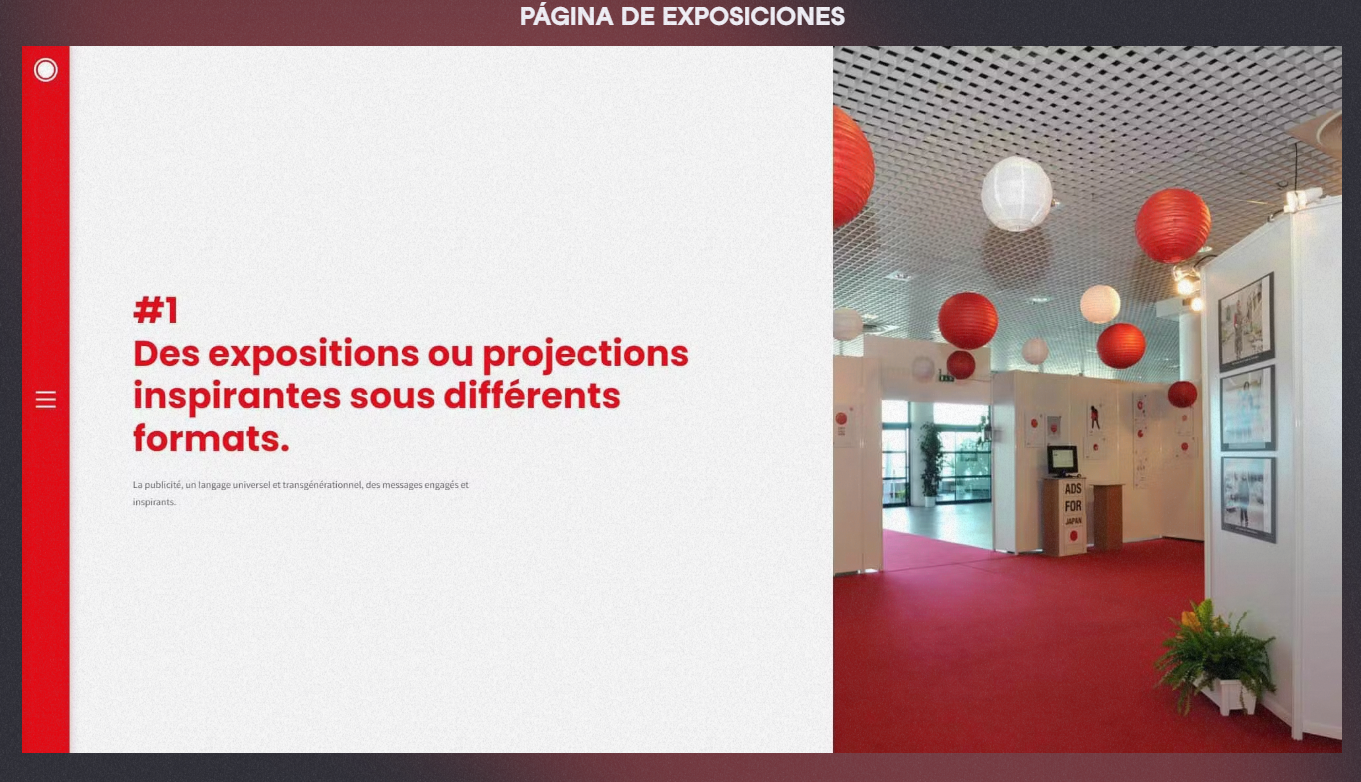 PÁGINA DE EXPOSICIONES
#1
Des expositions ou projections
inspirantes sous différents
formats.
La publicité, un langage universel et transgénérationnel, des messages engagés et
inspirants.
ADS
FOR
JAPAN